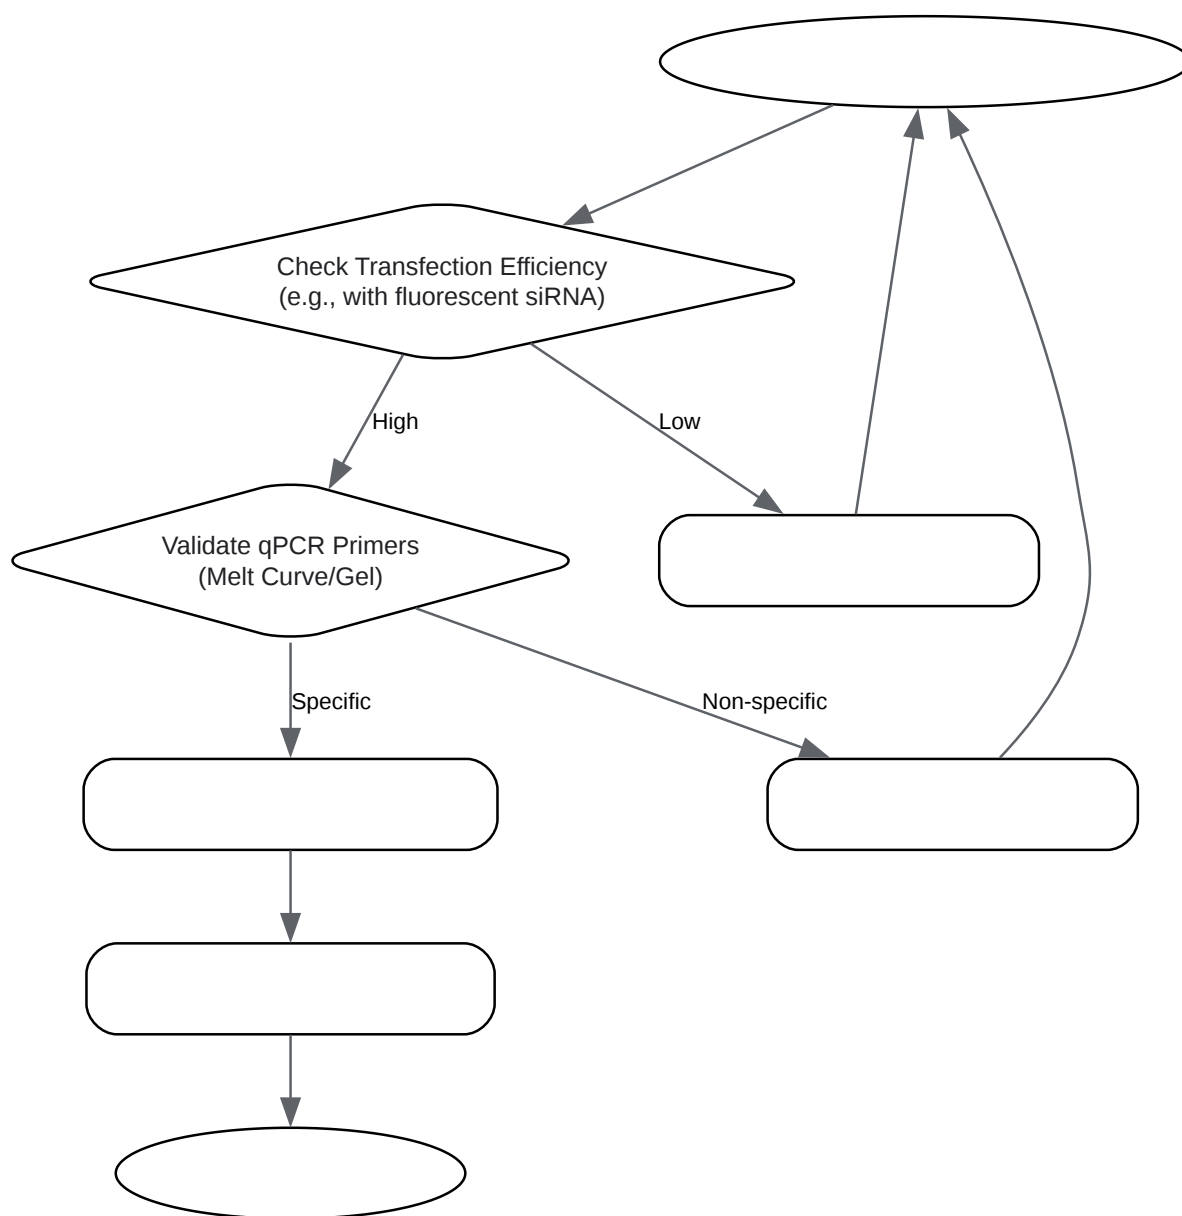 Check Transfection Efficiency
(e.g., with fluorescent siRNA)
High
Low
Validate qPCR Primers
(Melt Curve/Gel)
Specific
Non-specific